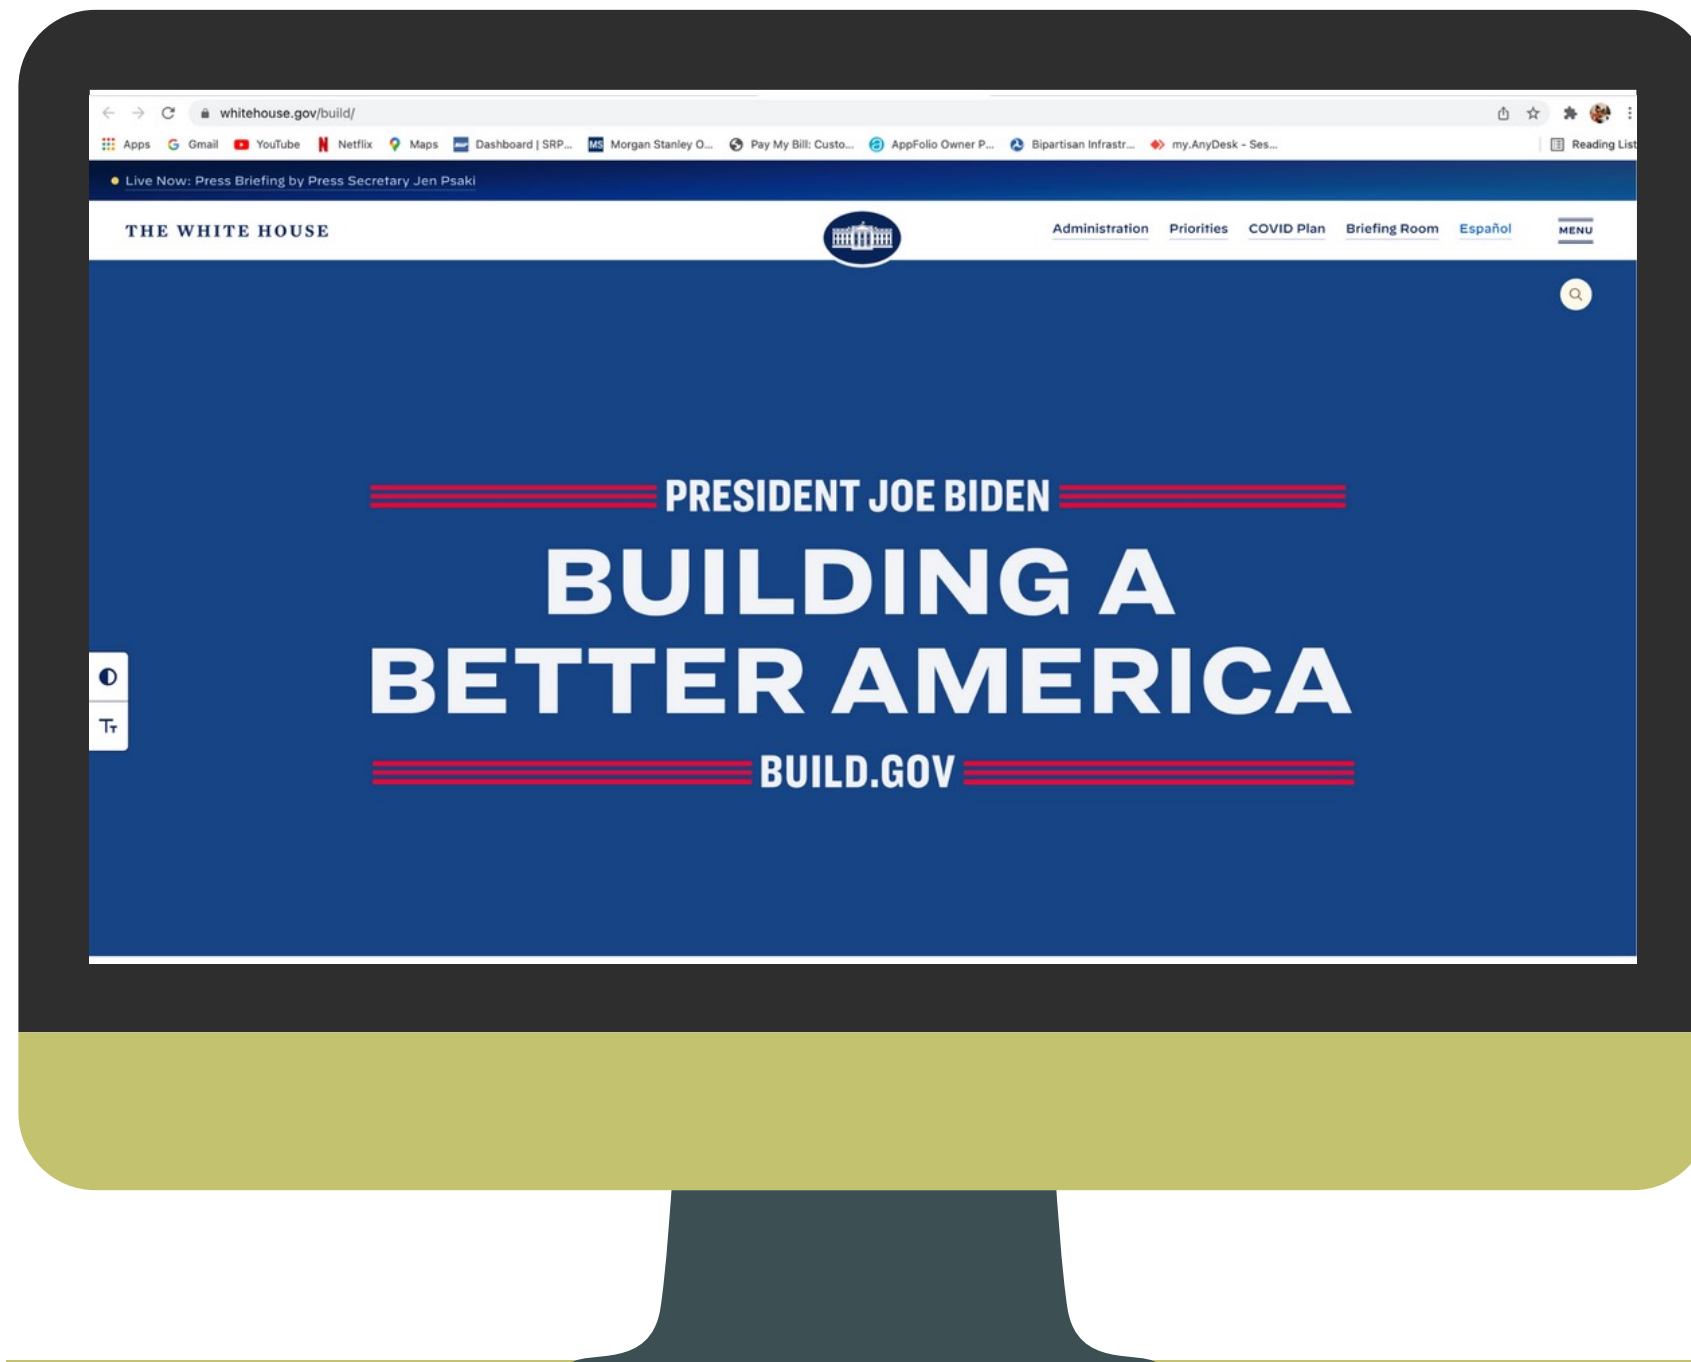 whitehouse.gov/build/
Apps Gmail YouTube Netflix Maps Dashboard | SRP... MS Morgan Stanley O... Pay My Bill: Custo... AppFolio Owner P... Bipartisan Infrastr... my.AnyDesk - Ses... Reading List
Live Now: Press Briefing by Press Secretary Jen Psaki
THE WHITE HOUSE Administration Priorities COVID Plan Briefing Room Español MENU
PRESIDENT JOE BIDEN
BUILDING A
BETTER AMERICA
BUILD.GOV